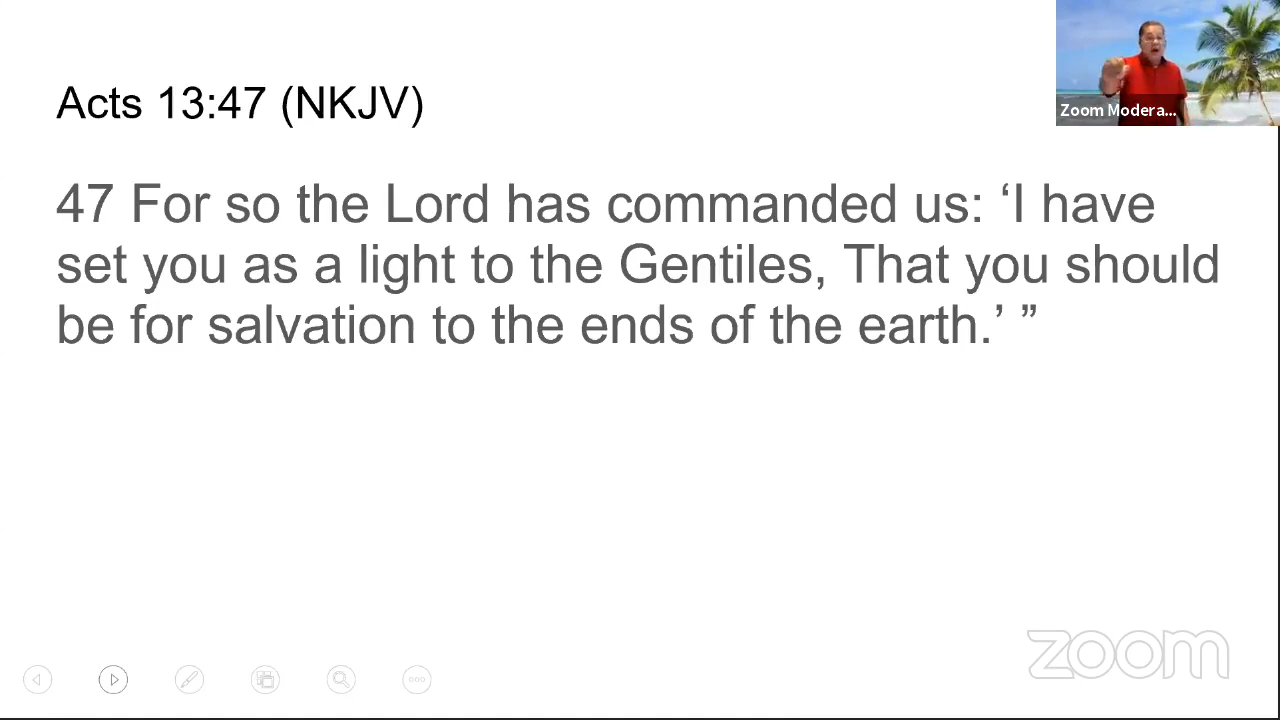 Acts 13:47 (NKJV)
Zoom Modera...
47 For so the Lord has commanded us: ‘I have
set you as a light to the Gentiles, That you should
be for salvation to the ends of the earth.’ ”
zoom